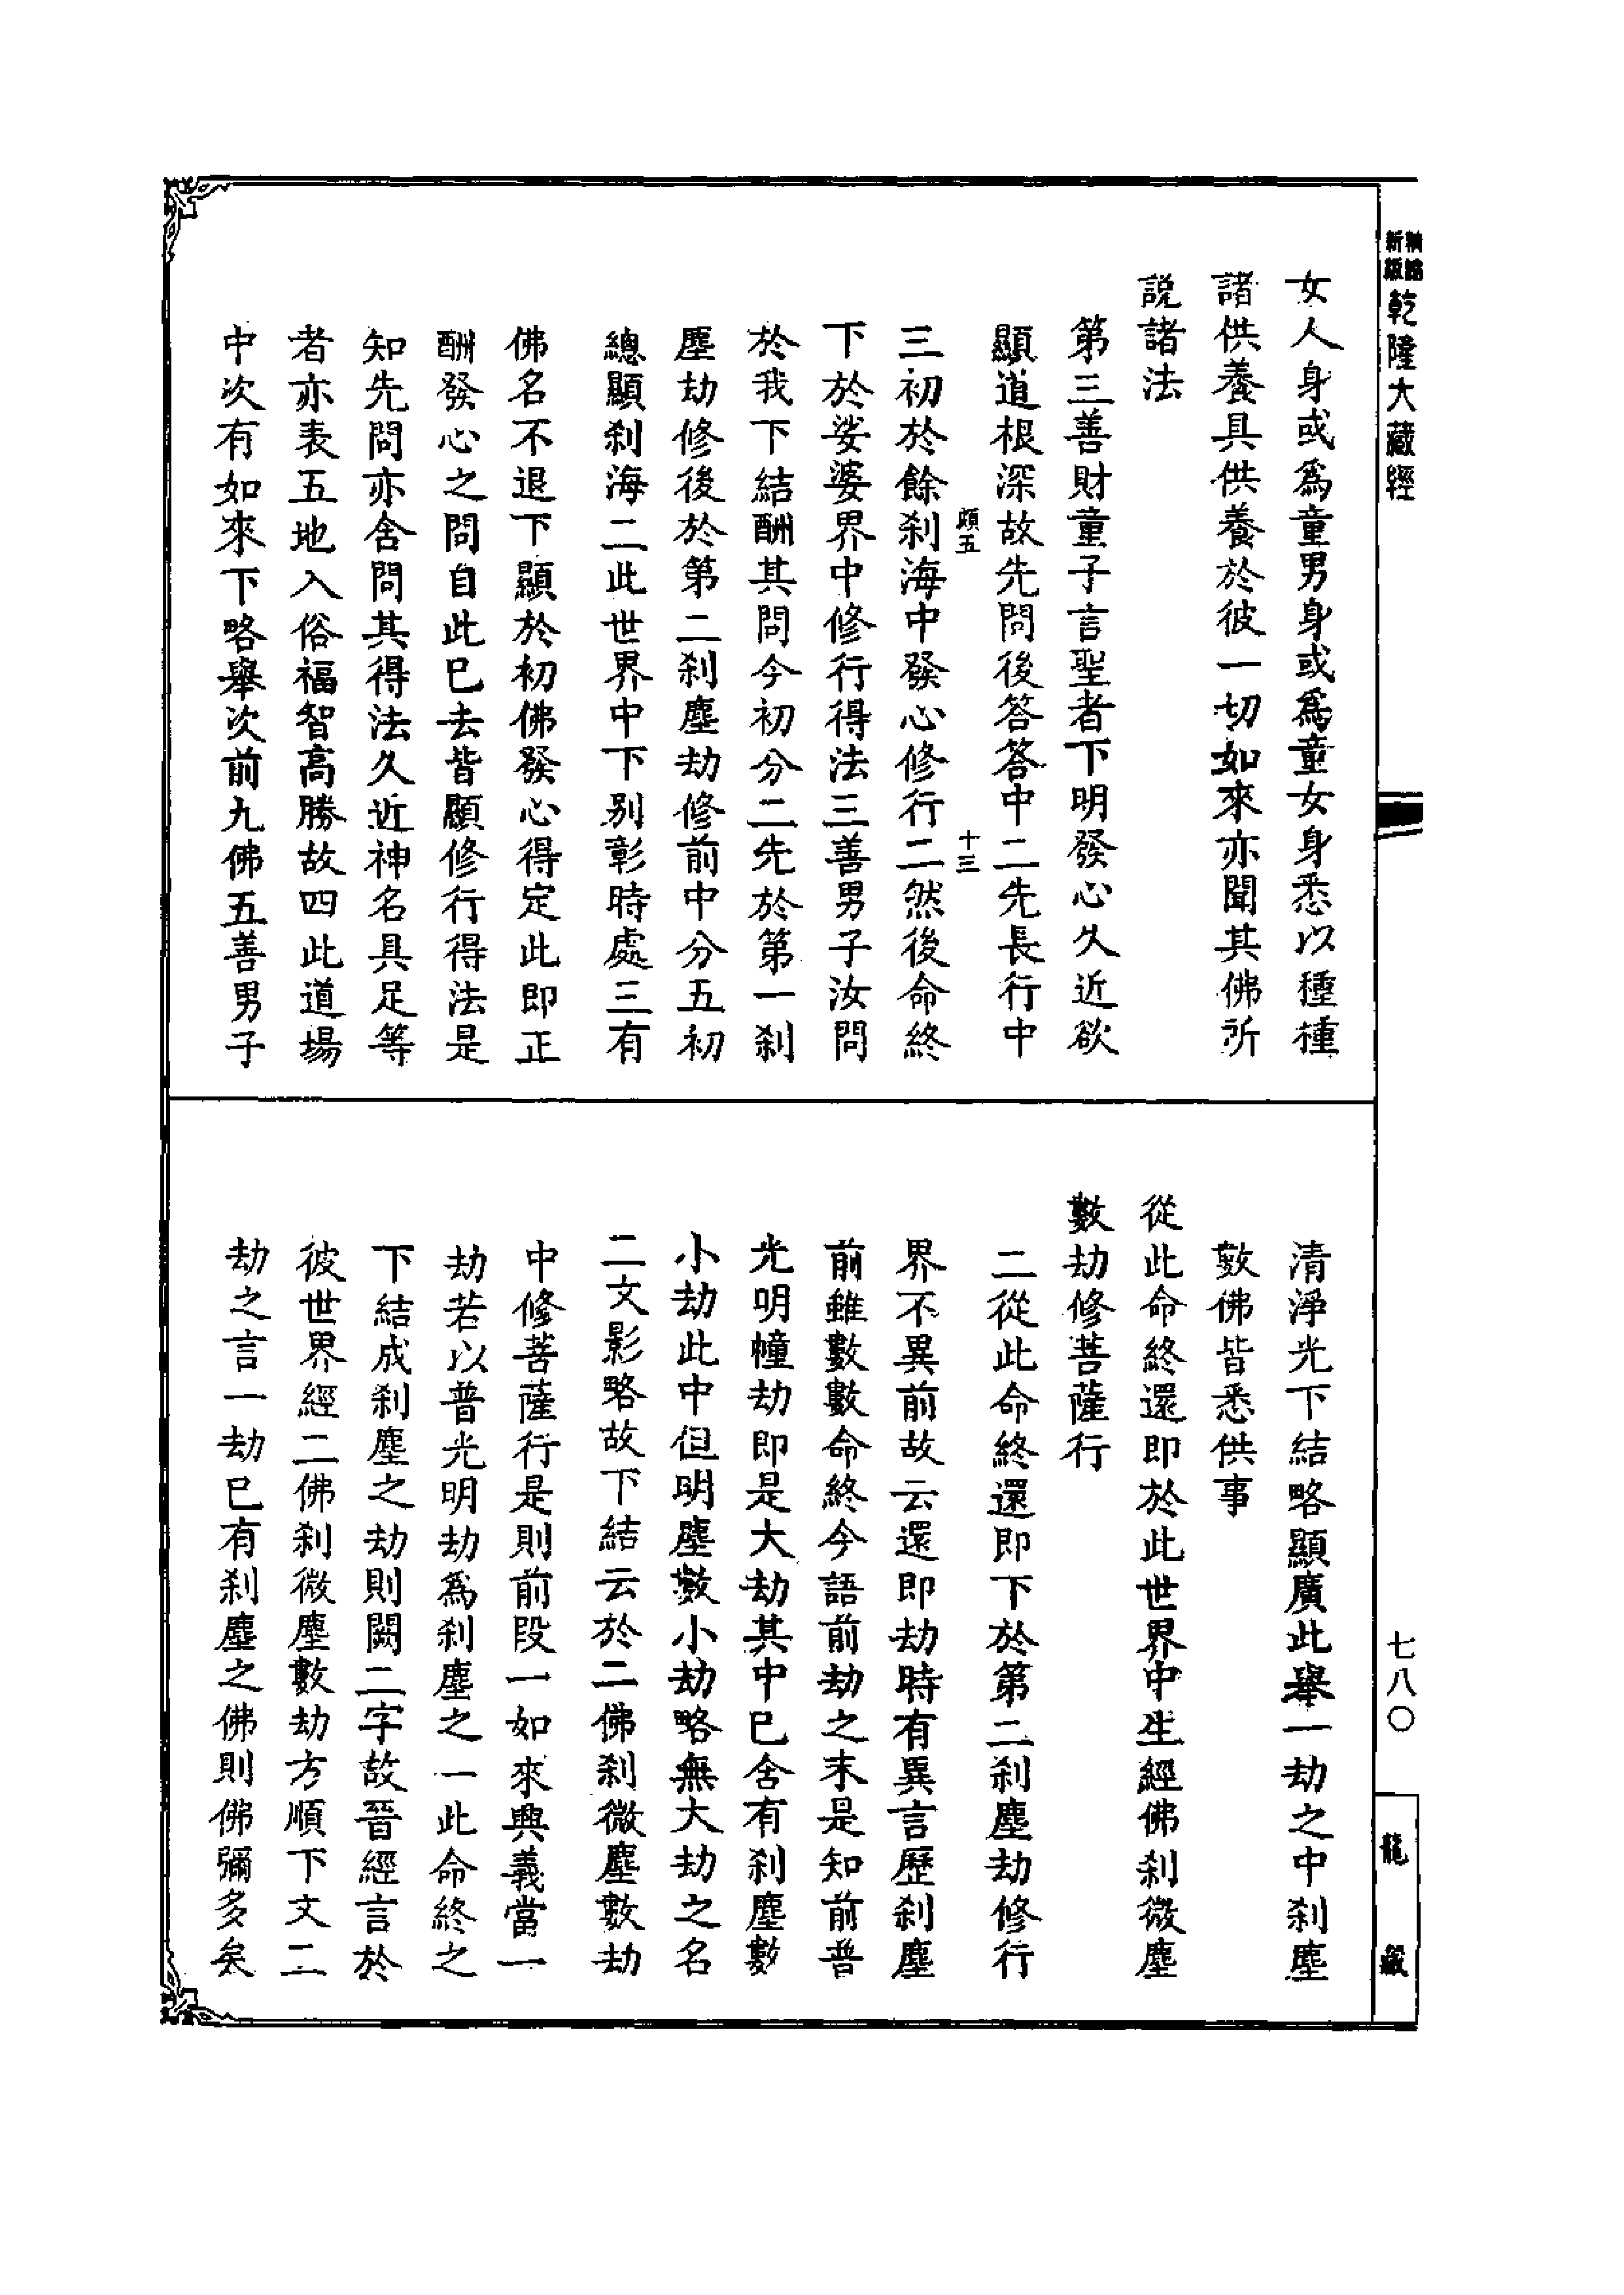 新版
精縮
乾隆大藏經
女人身或爲童男身或爲童女身悉以種種
諸供養具供養於彼一切如來亦聞其佛所
說諸法
第三善財童子言聖者下明發心久近欲
顯道根深故先問後答答中二先長行中
五
十三
三初於餘刹海中發心修行二然後命終
下於娑婆界中修行得法三善男子汝問
於我下結酬其問今初分二先於第一刹
塵劫修後於第二刹塵劫修前中分五初
總顯刹海二此世界中下别彰時處三有
佛名不退下顯於初佛發心得定此即正
酬發心之問自此已去皆顯修行得法是
知先問亦含問其得法久近神名具足等
者亦表五地入俗福智高勝故四此道場
中次有如來下略舉次前九佛五善男子
清淨光下結略顯廣此舉一劫之中刹塵
數佛皆悉供事
從此命終還即於此世界中生經佛刹微塵
數劫修菩薩行
二從此命終還即下於第二刹塵劫修行
界不異前故云還即劫時有異言歷刹塵
前雖數數命終今語前劫之末是知前普
光明幢劫即是大劫其中已含有刹塵數
小劫此中但明塵數小劫略無大劫之名
二文影略故下結云於二佛刹微塵數劫
中修菩薩行是則前段一如來興義當一
劫若以普光明劫爲刹塵之一此命終之
下結成刹塵之劫則闕二字故晉經言於
彼世界經二佛刹微塵數劫方順下文二
劫之言一劫已有刹塵之佛則佛彌多矣
七八〇
龍藏